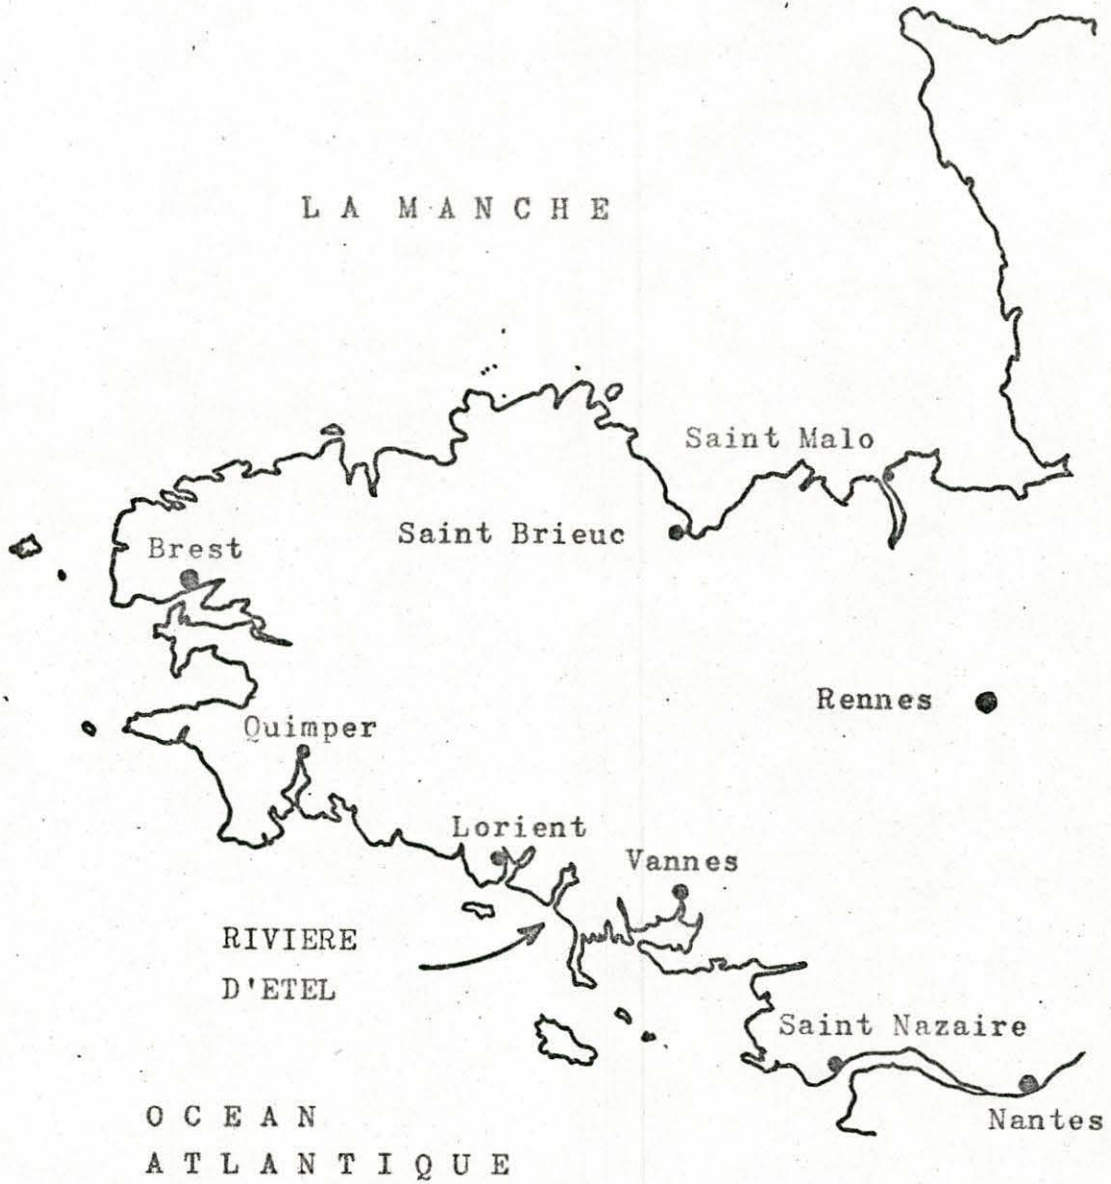 LA MANCHE
Saint Malo
Saint Brieuc
Brest
Rennes
Quimper
Lorient
Vannes
RIVIERE
D'ETEL
Saint Nazaire
OCEAN
Nantes
ATLANTIQUE